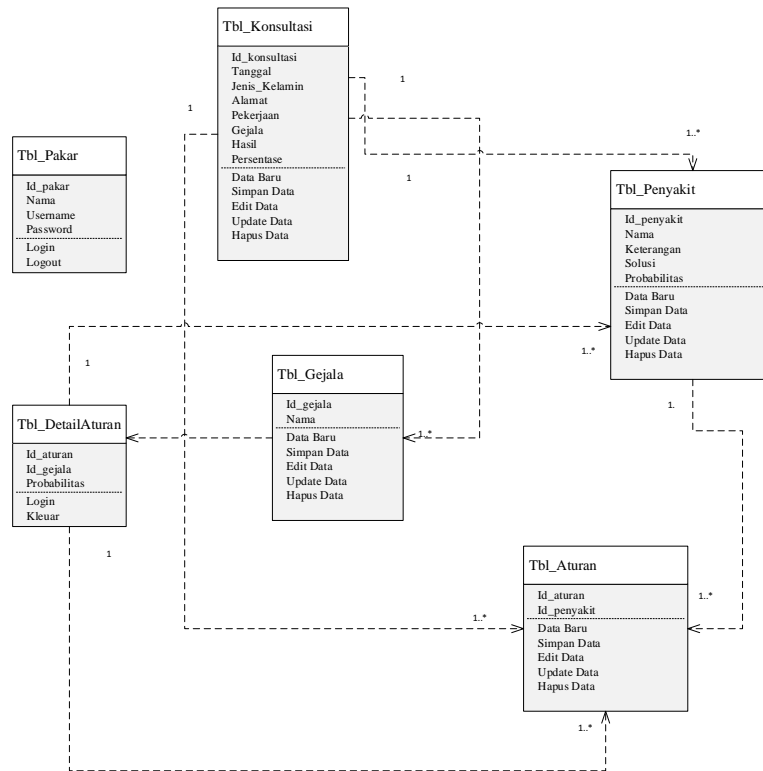 Tbl_Konsultasi
Id_konsultasi
Tanggal
Jenis_Kelamin
Alamat
Pekerjaan
Gejala
Hasil
Persentase
Data Baru
Simpan Data
Edit Data
Update Data
Hapus Data
1
1
1
1..*
Tbl_Pakar
Id_pakar
Nama
Username
Password
Login
Logout
Tbl_Penyakit
Id_penyakit
Nama
Keterangan
Solusi
Probabilitas
Data Baru
Simpan Data
Edit Data
Update Data
Hapus Data
1
1..*
1.
Tbl_Gejala
Id_gejala
Nama
Data Baru
Simpan Data
Edit Data
Update Data
Hapus Data
1..*
Tbl_DetailAturan
Id_aturan
Id_gejala
Probabilitas
Login
Kleuar
1
Tbl_Aturan
Id_aturan
Id_penyakit
Data Baru
Simpan Data
Edit Data
Update Data
Hapus Data
1..*
1..*
1..*